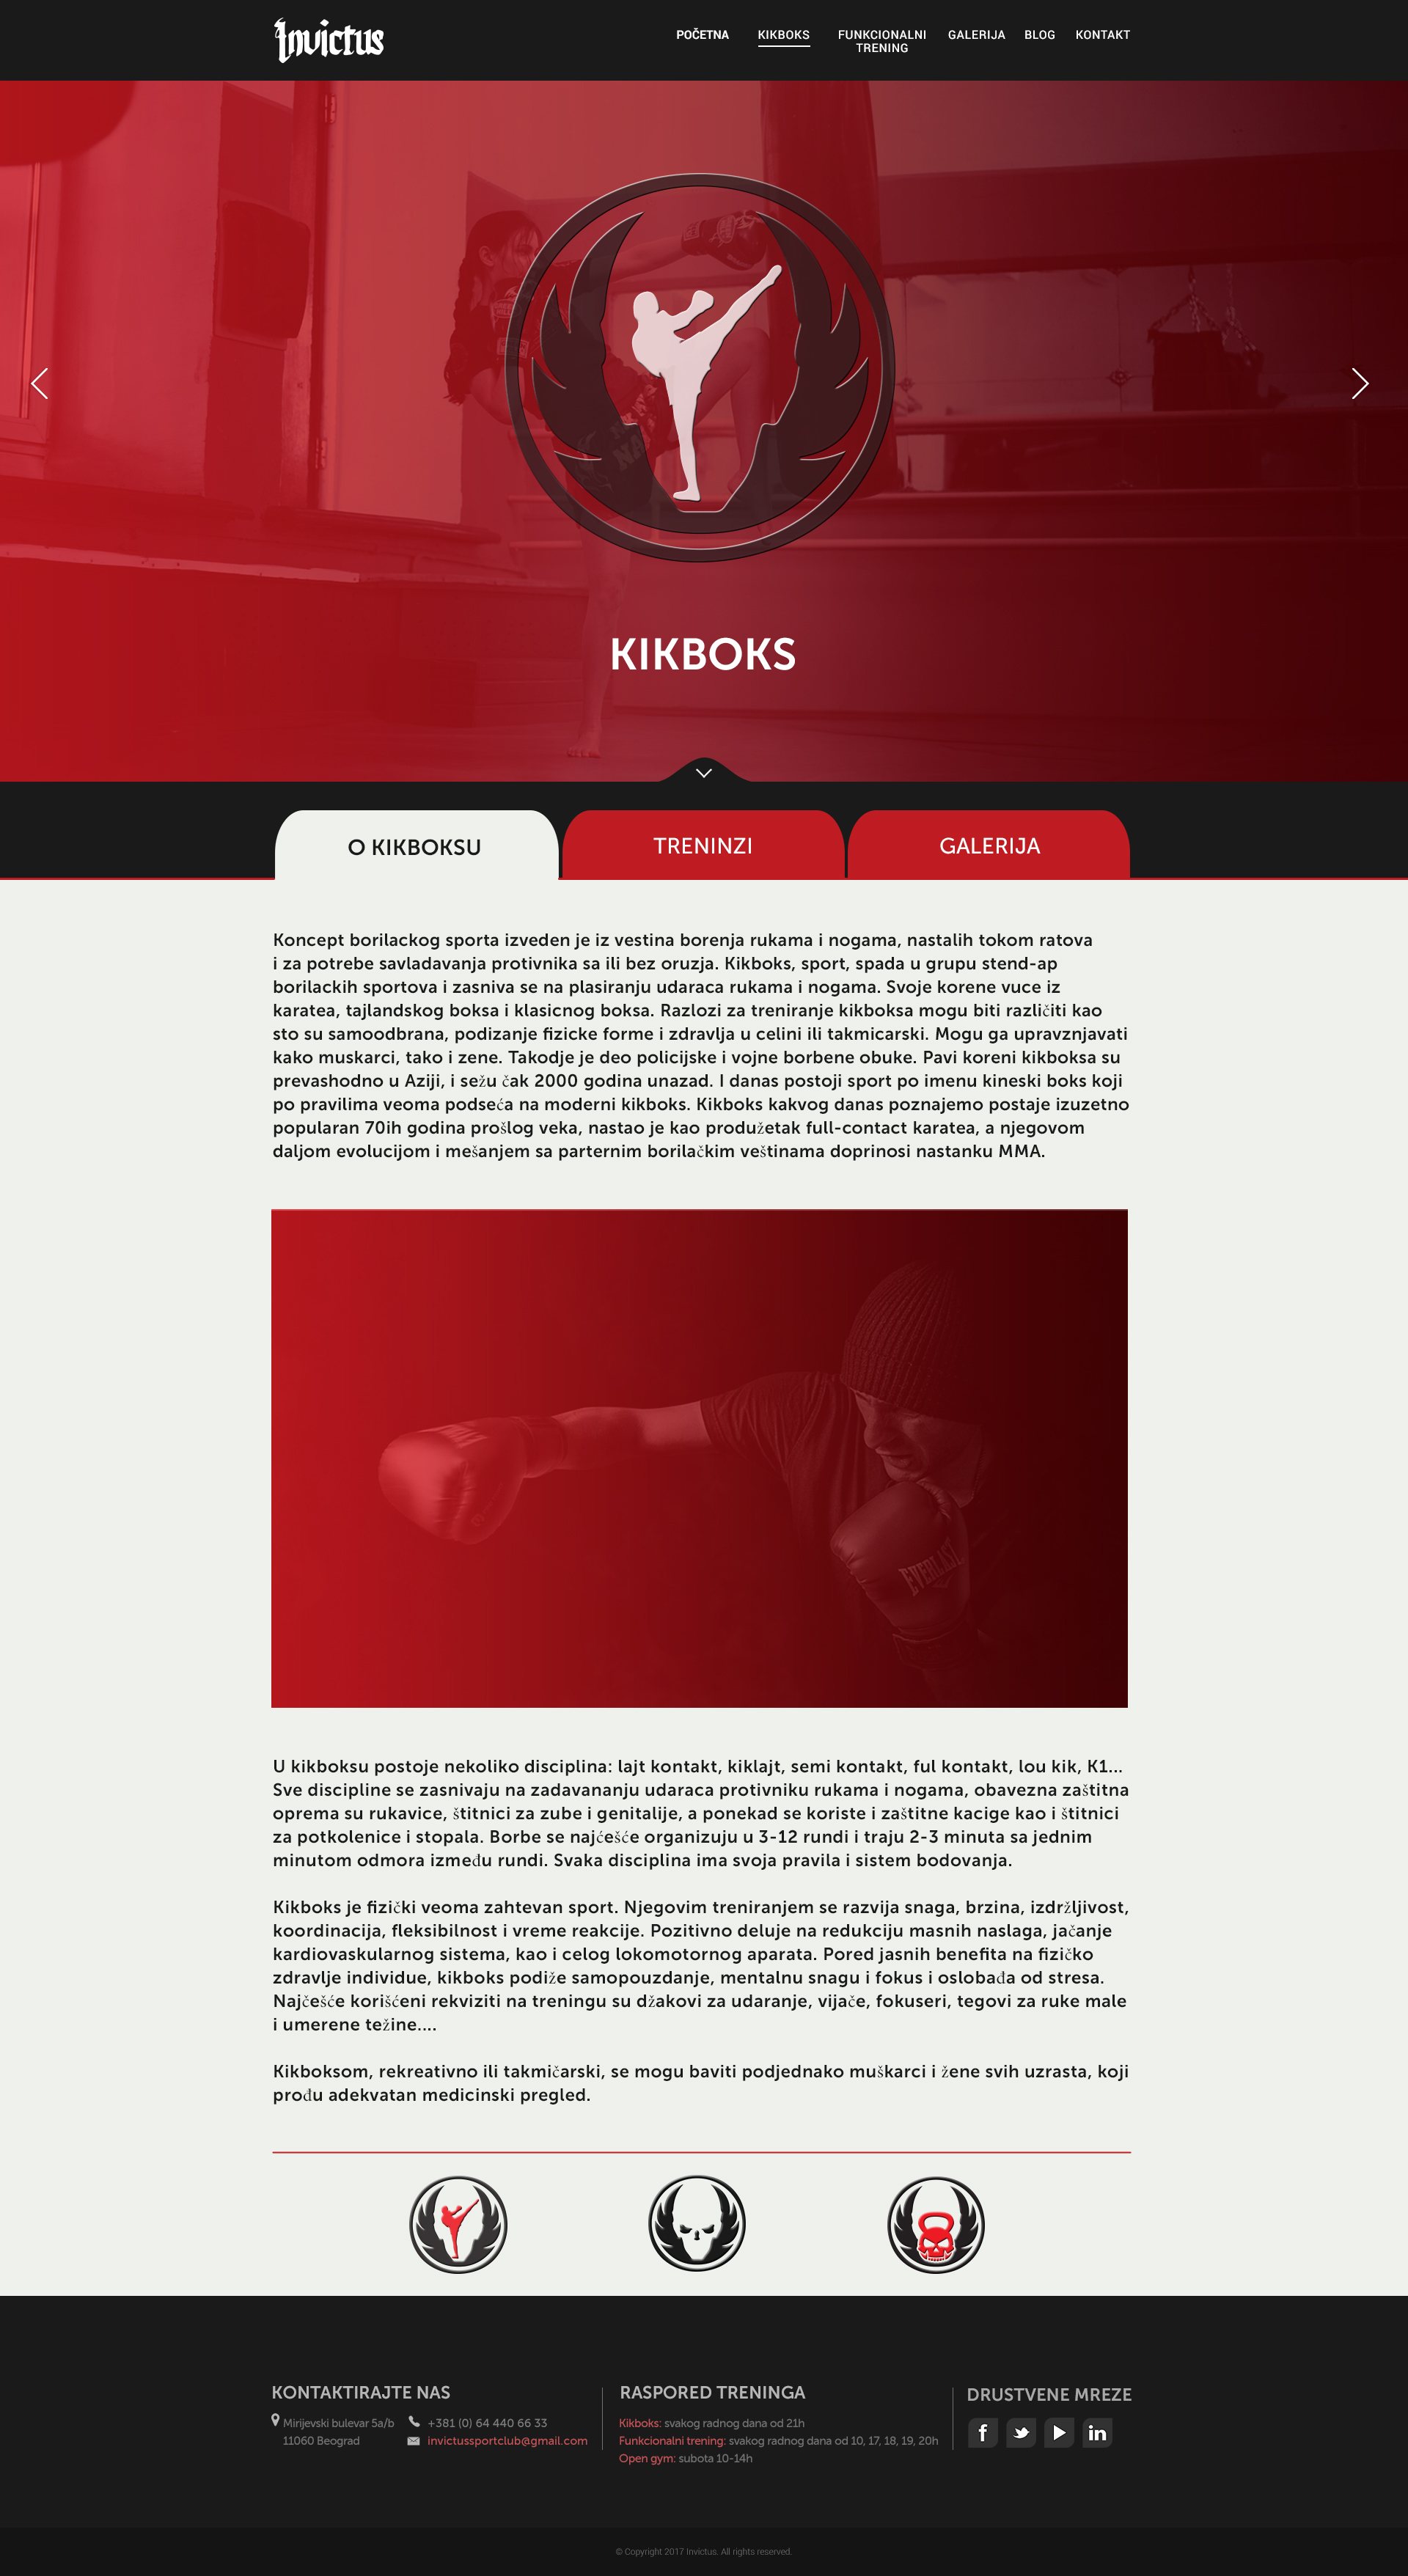 Invictus
POČETNA
KIKBOKS
FUNKCIONALNI
TRENING
GALERIJA
BLOG
KONTAKT
KIKBOKS
O KIKBOKSU
TRENINZI
GALERIJA
Koncept borilackog sporta izveden je iz vestina borenja rukama i nogama, nastalih tokom ratova
i za potrebe savladavanja protivnika sa ili bez oruzja. Kikboks, sport, spada u grupu stend-ap
borilackih sportova i zasniva se na plasiranju udaraca rukama i nogama. Svoje korene vuce iz
karatea, tajlandskog boksa i klasicnog boksa. Razlozi za treniranje kikboksa mogu biti različiti kao
sto su samoodbrana, podizanje fizicke forme i zdravlja u celini ili takmicarski. Mogu ga upravznjavati
kako muskarci, tako i zene. Takodje je deo policijske i vojne borbene obuke. Pavi koreni kikboksa su
prevashodno u Aziji, i sežu čak 2000 godina unazad. I danas postoji sport po imenu kineski boks koji
po pravilima veoma podseća na moderni kikboks. Kikboks kakvog danas poznajemo postaje izuzetno
popularan 70ih godina prošlog veka, nastao je kao produžetak full-contact karatea, a njegovom
daljom evolucijom i mešanjem sa parternim borilačkim veštinama doprinosi nastanku MMA.
EVERLAST
U kikboksu postoje nekoliko disciplina: lajt kontakt, kiklajt, semi kontakt, ful kontakt, lou kik, K1...
Sve discipline se zasnivaju na zadavananju udaraca protivniku rukama i nogama, obavezna zaštitna
oprema su rukavice, štitnici za zube i genitalije, a ponekad se koriste i zaštitne kacige kao i štitnici
za potkolenice i stopala. Borbe se najćešće organizuju u 3-12 rundi i traju 2-3 minuta sa jednim
minutom odmora između rundi. Svaka disciplina ima svoja pravila i sistem bodovanja.
Kikboks je fizički veoma zahtevan sport. Njegovim treniranjem se razvija snaga, brzina, izdržljivost,
koordinacija, fleksibilnost i vreme reakcije. Pozitivno deluje na redukciju masnih naslaga, jačanje
kardiovaskularnog sistema, kao i celog lokomotornog aparata. Pored jasnih benefita na fizičko
zdravlje individue, kikboks podiže samopouzdanje, mentalnu snagu i fokus i oslobađa od stresa.
Najčešće korišćeni rekviziti na treningu su džakovi za udaranje, vijače, fokuseri, tegovi za ruke male
i umerene težine....
Kikboksom, rekreativno ili takmičarski, se mogu baviti podjednako muškarci i žene svih uzrasta, koji
prođu adekvatan medicinski pregled.
KONTAKTIRAJTE NAS
Mirijevski bulevar 5a/b
11060 Beograd
+381 (0) 64 440 66 33
invictussportclub@gmail.com
RASPORED TRENINGA
Kikboks: svakog radnog dana od 21h
Funkcionalni trening: svakog radnog dana od 10, 17, 18, 19, 20h
Open gym: subota 10-14h
DRUSTVENE MREZE
© Copyright 2017 Invictus. All rights reserved.